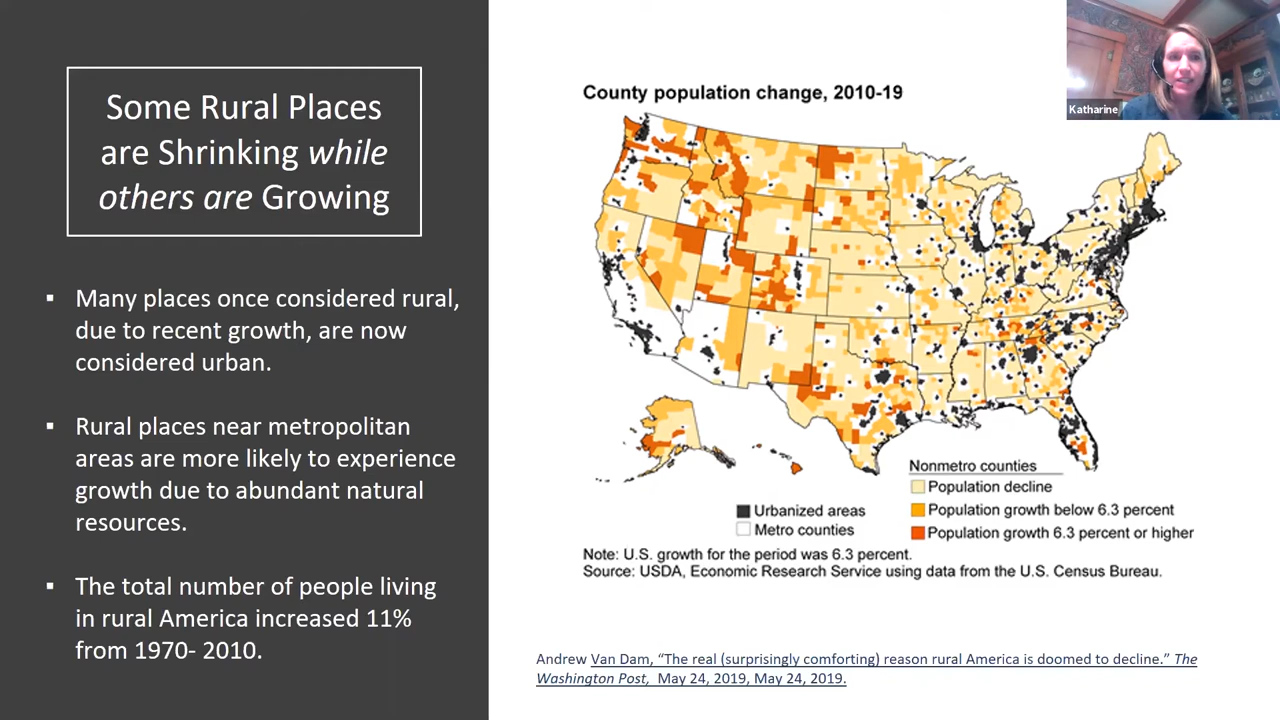 Some Rural Places
are Shrinking while
others are Growing
▪ Many places once considered rural,
due to recent growth, are now
considered urban.
▪ Rural places near metropolitan
areas are more likely to experience
growth due to abundant natural
resources.
▪ The total number of people living
in rural America increased 11%
from 1970- 2010.
County population change, 2010-19
Katharine
Nonmetro counties
Population decline
Population growth below 6.3 percent
Population growth 6.3 percent or higher
Urbanized areas
Metro counties
Note: U.S. growth for the period was 6.3 percent.
Source: USDA, Economic Research Service using data from the U.S. Census Bureau.
Andrew Van Dam, “The real (surprisingly comforting) reason rural America is doomed to decline.” The
Washington Post, May 24, 2019, May 24, 2019.